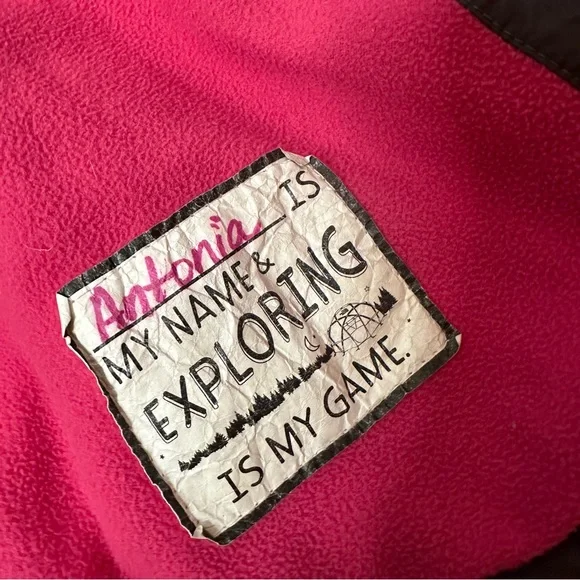 Antonia IS
MY NAME &
EXPLORING
IS MY GAME.